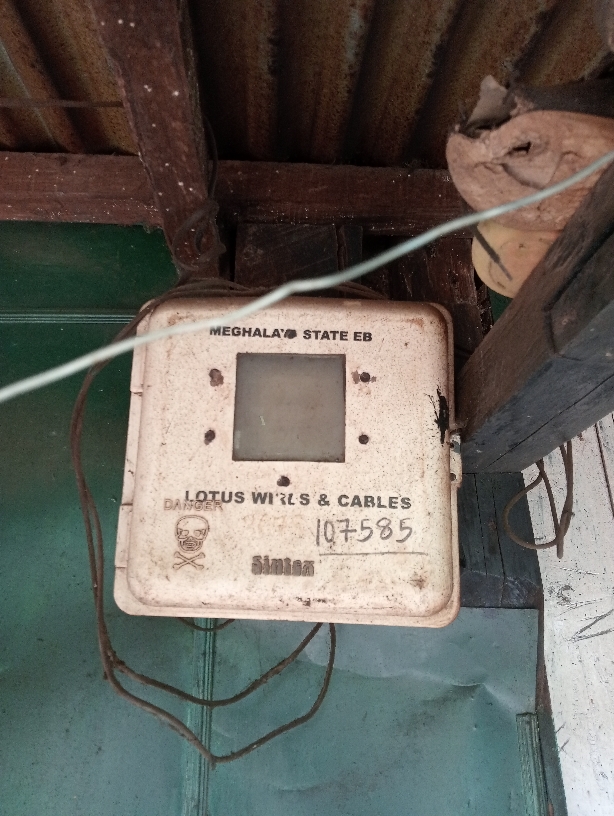 MEGHALAYA STATE EB
LOTUS WIRES & CABLES
DANGER
107585
Sintex